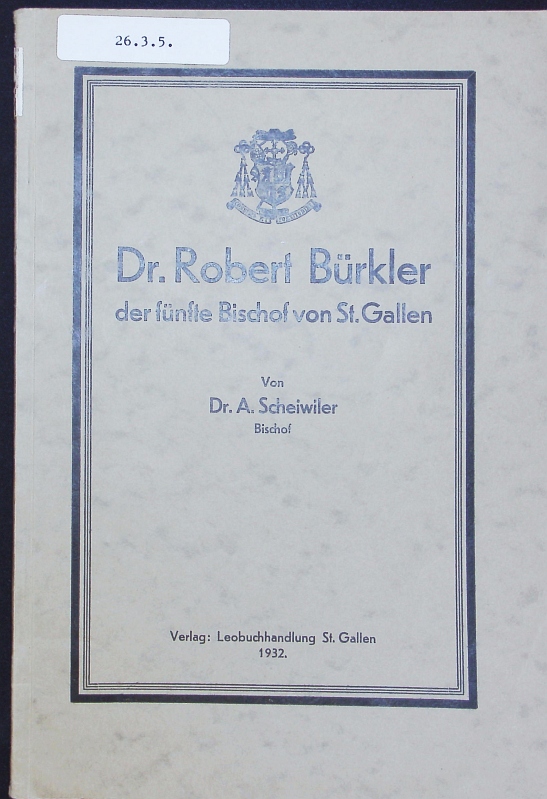 26.3.5.
Dr. Robert Bürkler
der fünfte Bischof von St. Gallen
Von
Dr. A. Scheiwiler
Bischof
Verlag: Leobuchhandlung St. Gallen
1932.